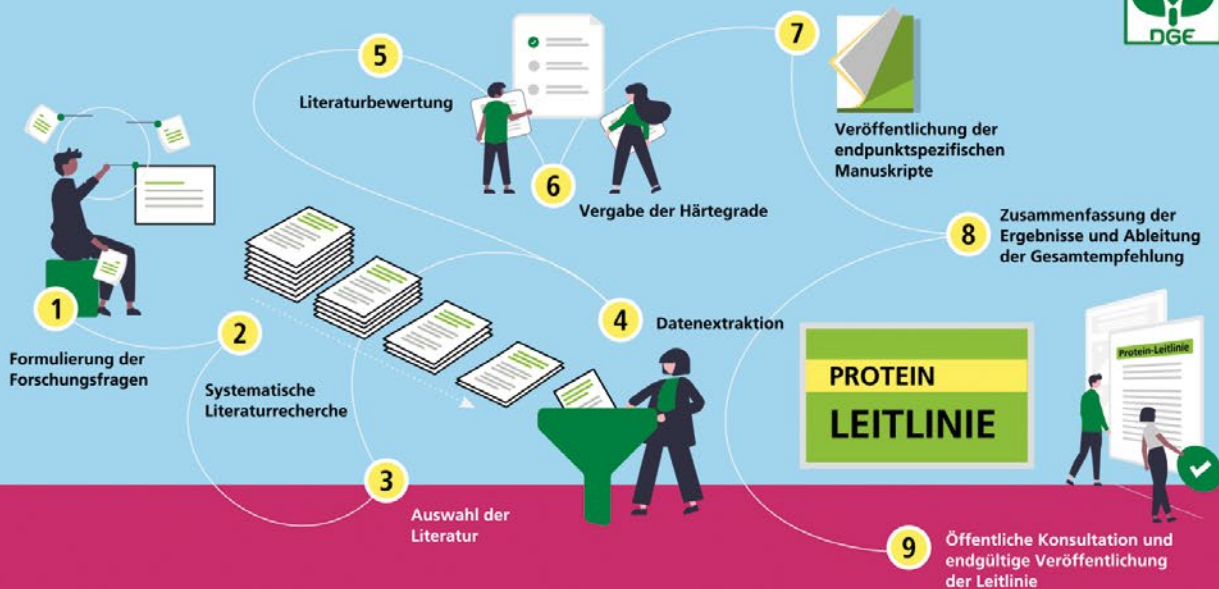 DGE
1
Formulierung der
Forschungsfragen
2
Systematische
Literaturrecherche
3
Auswahl der
Literatur
4
Datenextraktion
5
Literaturbewertung
6
Vergabe der Härtegrade
7
Veröffentlichung der
endpunktspezifischen
Manuskripte
8
Zusammenfassung der
Ergebnisse und Ableitung
der Gesamtempfehlung
PROTEIN
LEITLINIE
Protein-Leitlinie
9
Öffentliche Konsultation und
endgültige Veröffentlichung
der Leitlinie